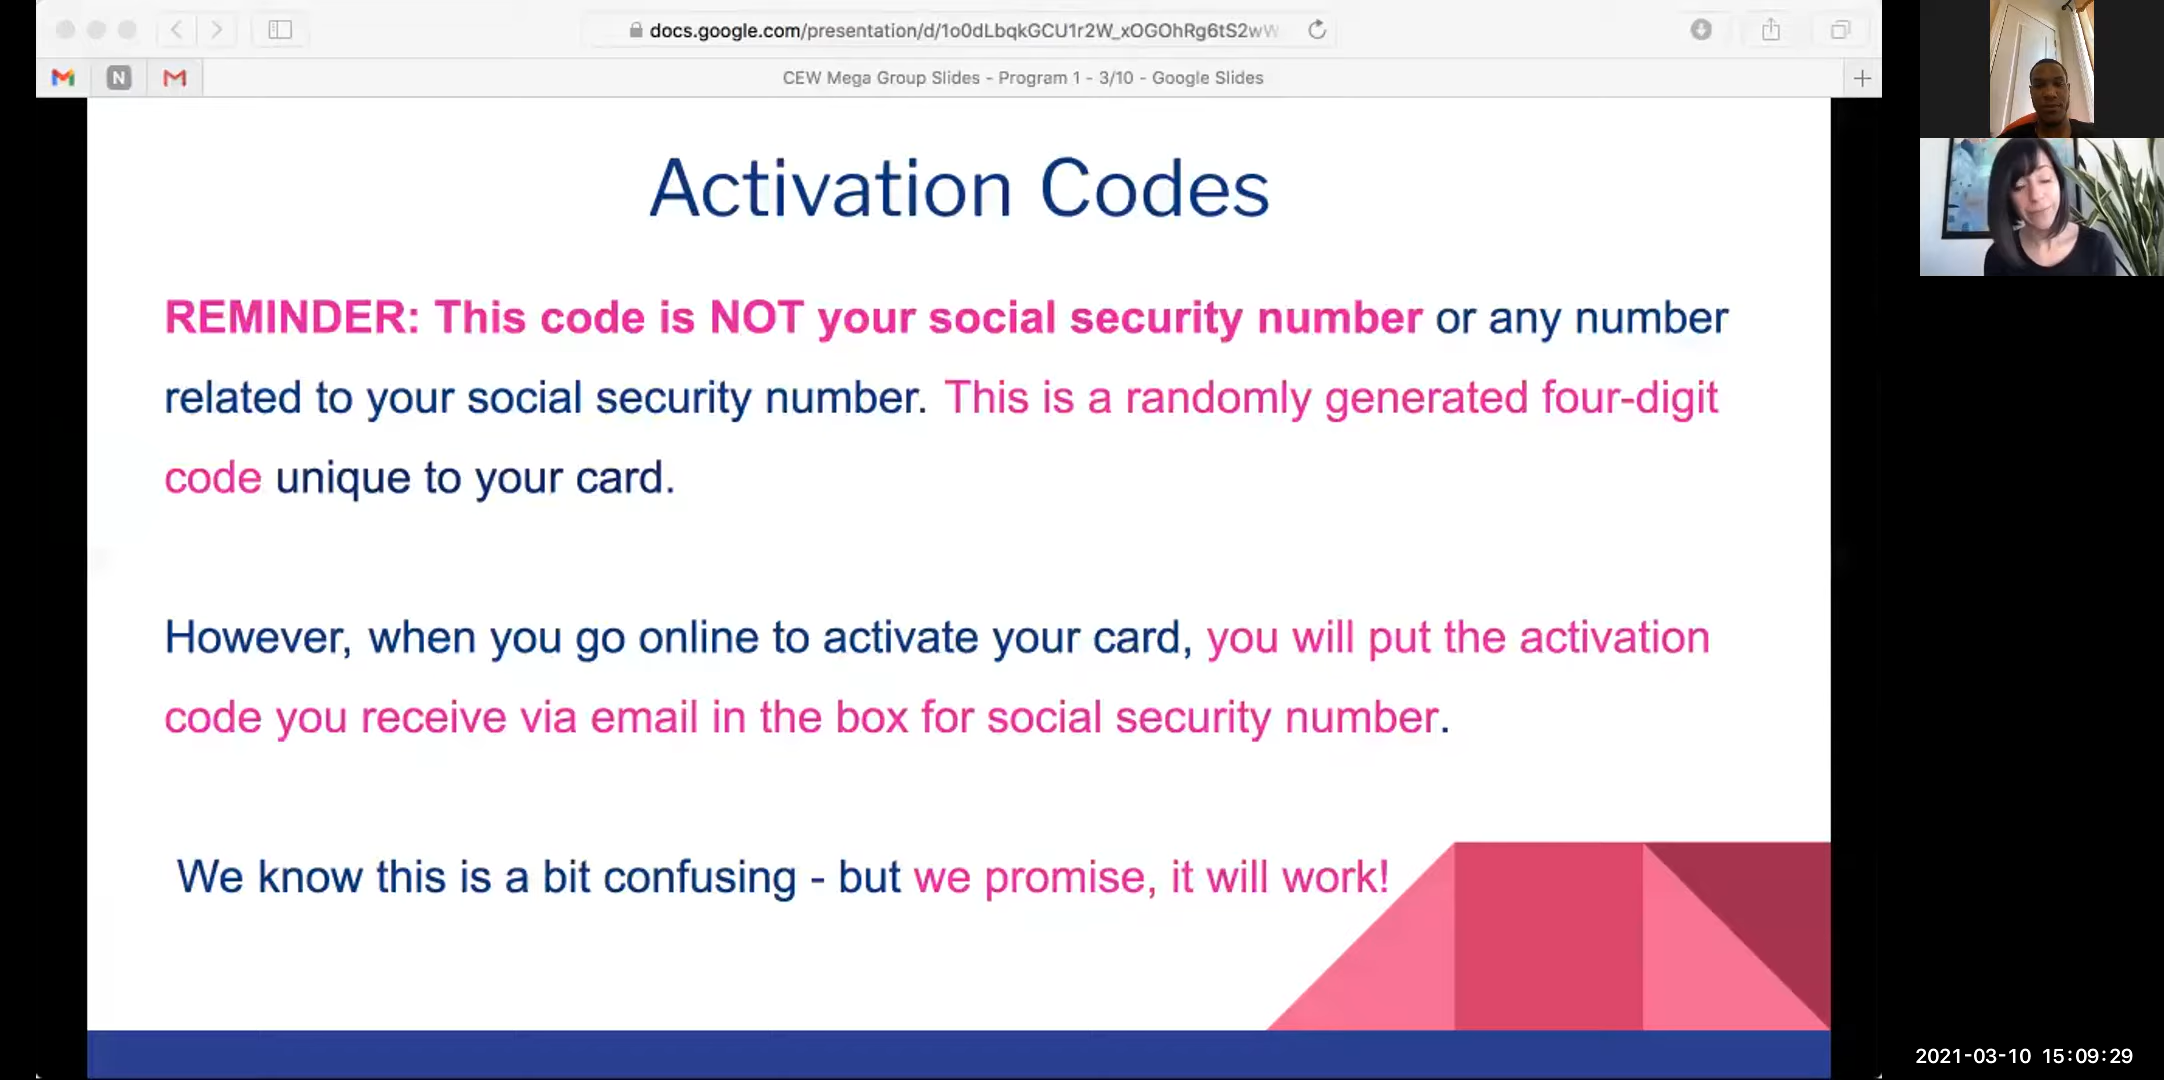 docs.google.com/presentation/d/1o0dLbqkGCU1r2W_xOGOhRg6tS2wW
N
CEW Mega Group Slides - Program 1 - 3/10 - Google Slides
Activation Codes
REMINDER: This code is NOT your social security number or any number
related to your social security number. This is a randomly generated four-digit
code unique to your card.
However, when you go online to activate your card, you will put the activation
code you receive via email in the box for social security number.
We know this is a bit confusing - but we promise, it will work!
2021-03-10 15:09:29